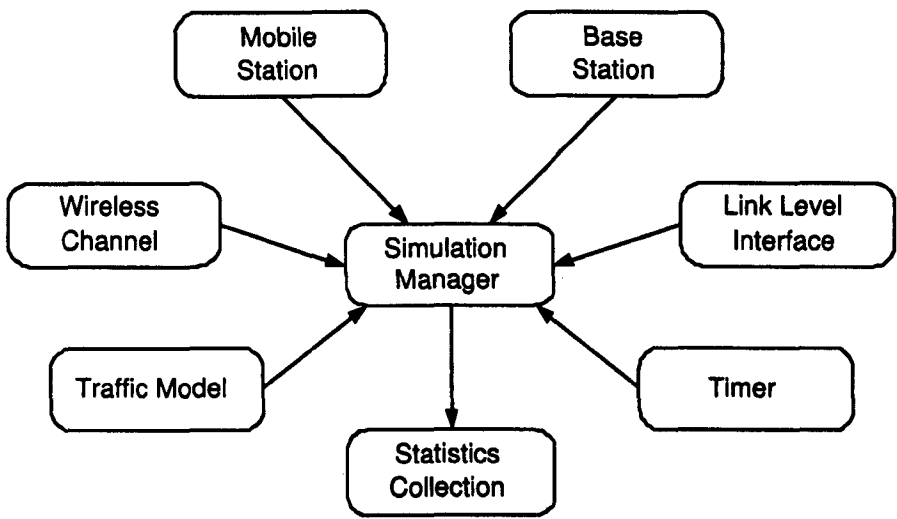 Mobile
Station
Base
Station
Wireless
Channel
Link Level
Interface
Simulation
Manager
Traffic Model
Timer
Statistics
Collection